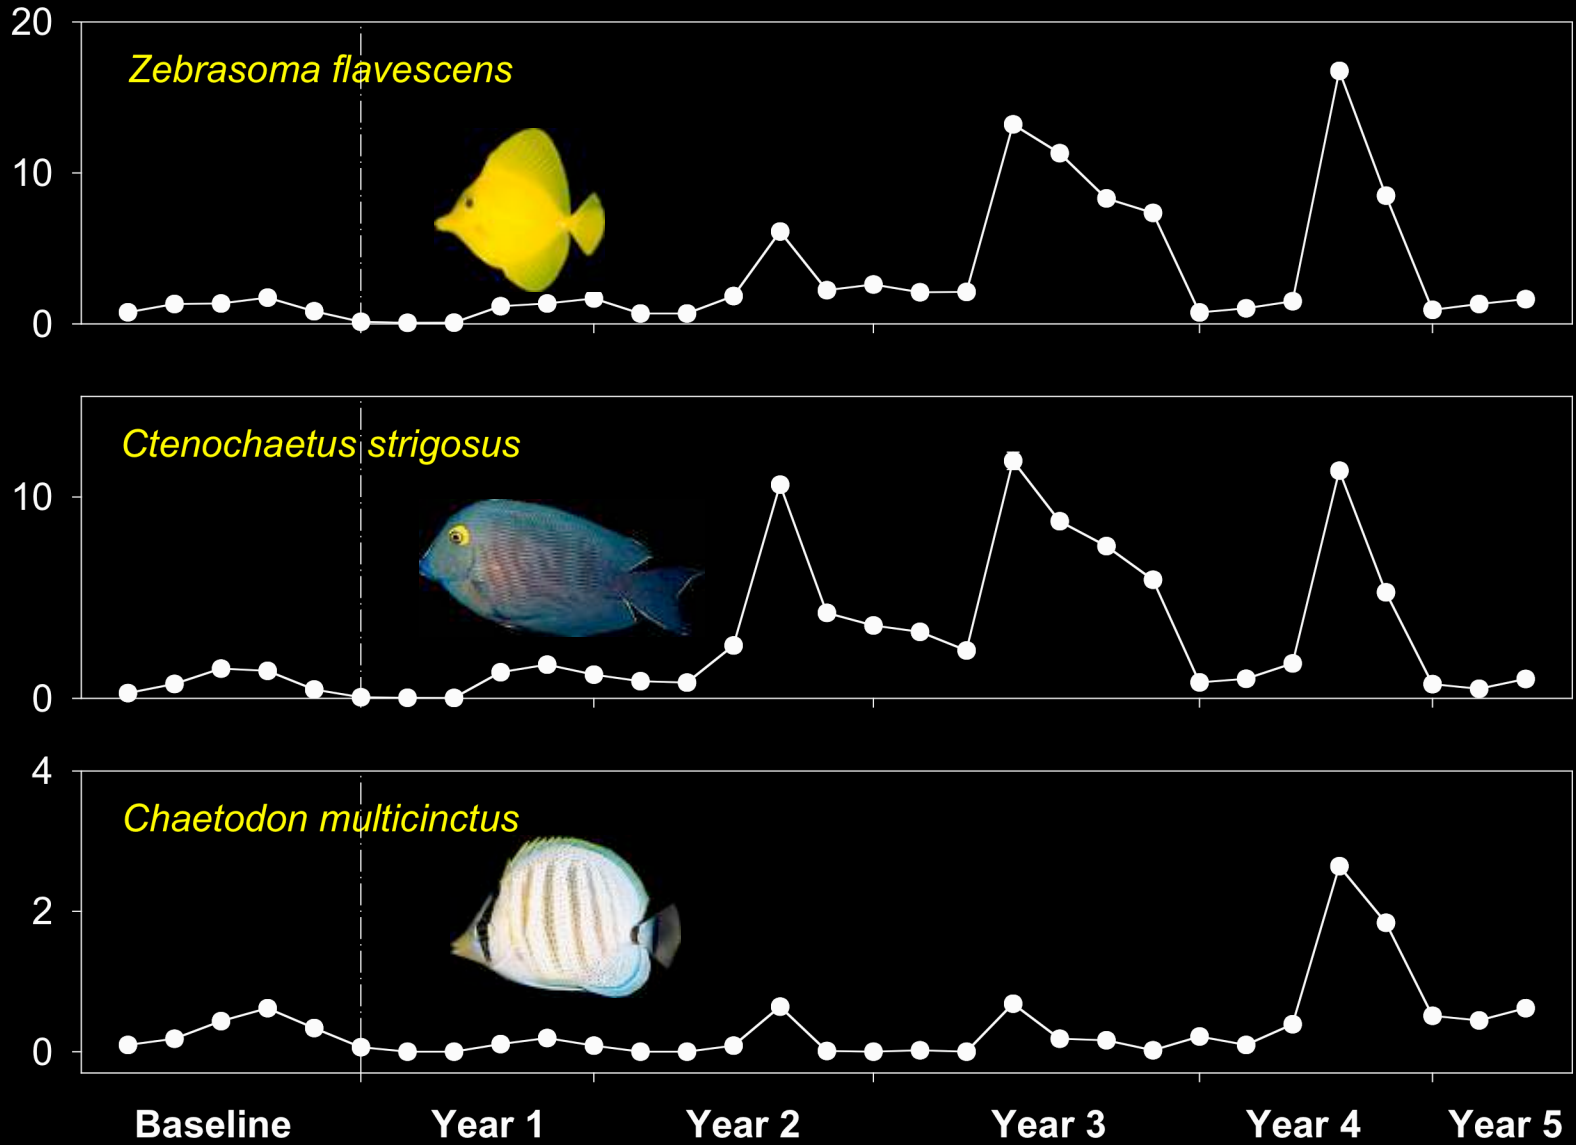 20
Zebrasoma flavescens
10
0
Ctenochaetus strigosus
10
0
4
Chaetodon multicinctus
2
0
Baseline Year 1 Year 2 Year 3 Year 4 Year 5